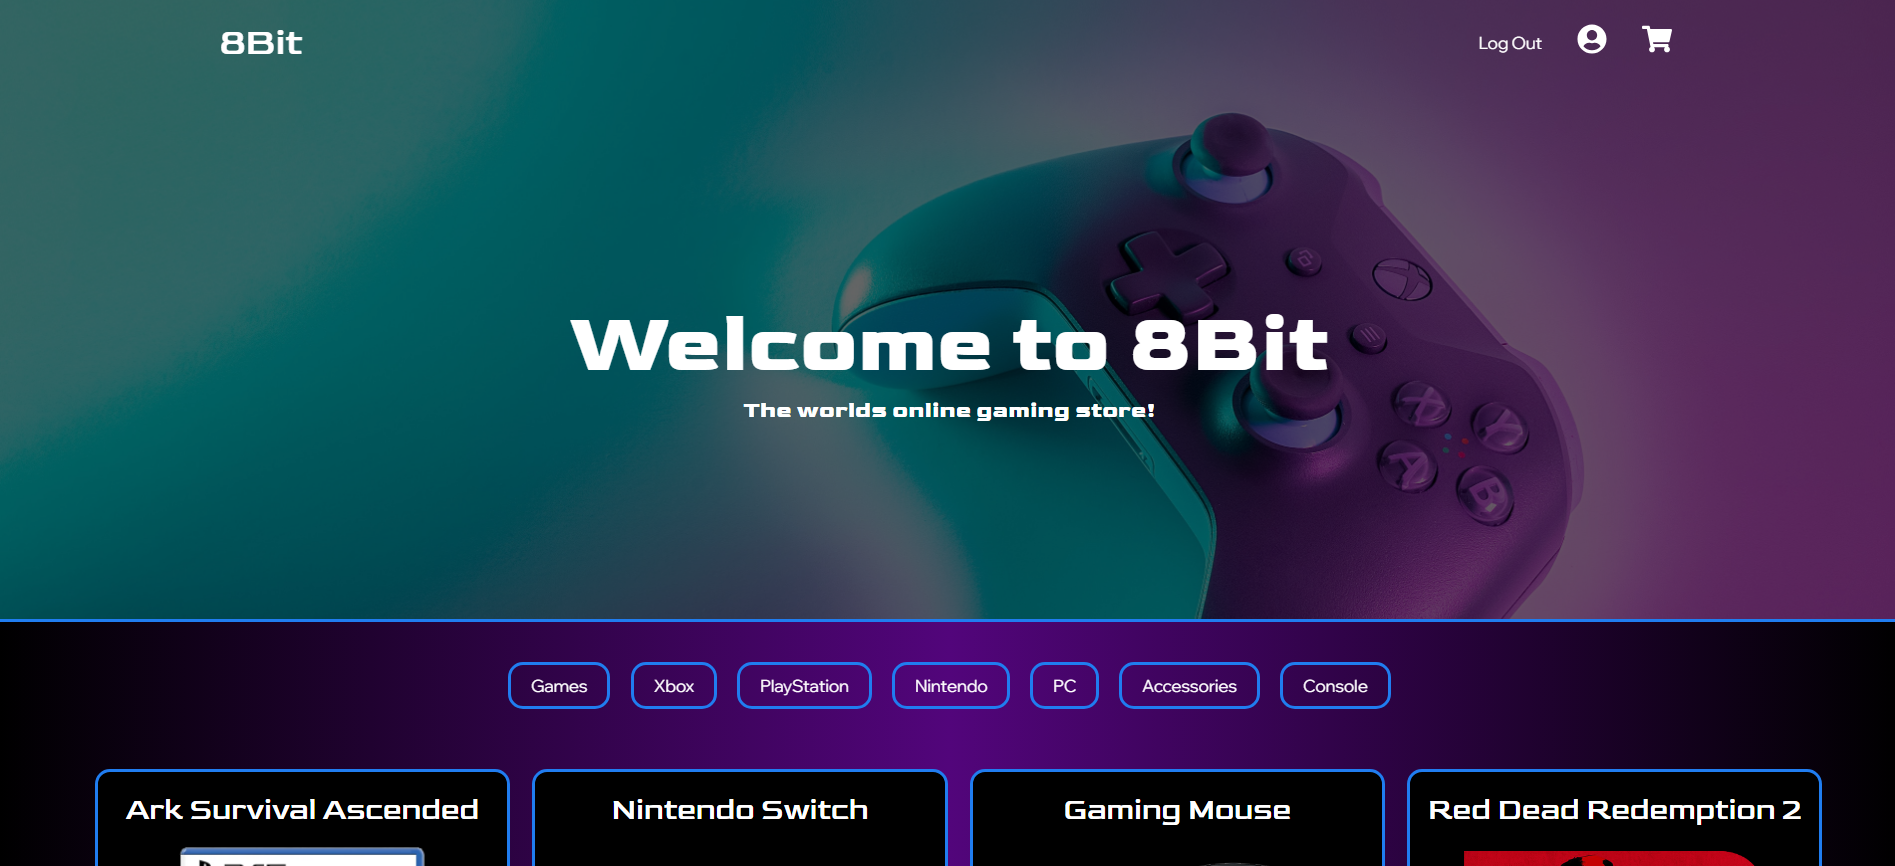 8Bit
Log Out
Welcome to 8Bit
The worlds online gaming store!
X
Y
A
B
Games
Xbox
PlayStation
Nintendo
PC
Accessories
Console
Ark Survival Ascended
Nintendo Switch
Gaming Mouse
Red Dead Redemption 2